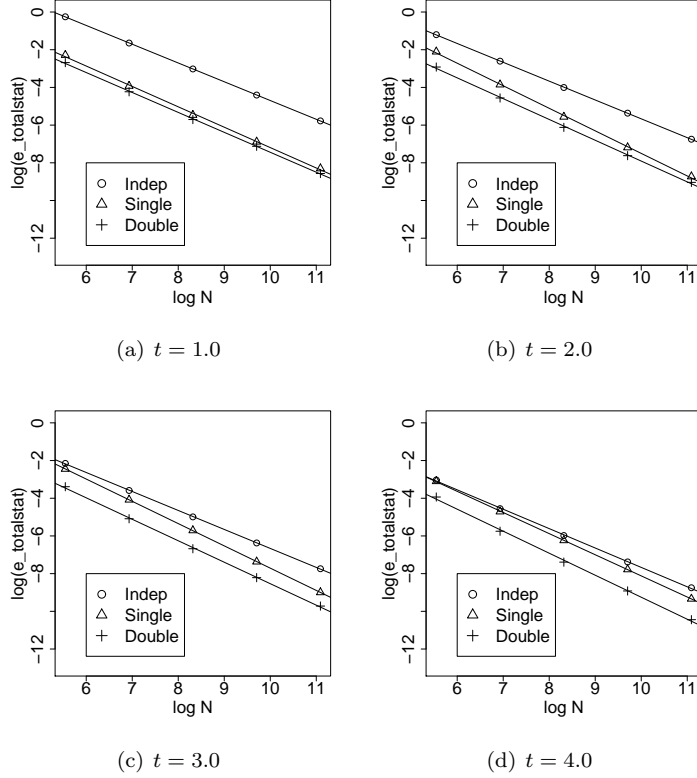 0
−2
−4
−6
−8
−12
log(e_totalstat)
Indep
Single
Double
6 7 8 9 10 11
log N
(a) t = 1.0
0
−2
−4
−6
−8
−12
log(e_totalstat)
Indep
Single
Double
6 7 8 9 10 11
log N
(b) t = 2.0
0
−2
−4
−6
−8
−12
log(e_totalstat)
Indep
Single
Double
6 7 8 9 10 11
log N
(c) t = 3.0
0
−2
−4
−6
−8
−12
log(e_totalstat)
Indep
Single
Double
6 7 8 9 10 11
log N
(d) t = 4.0